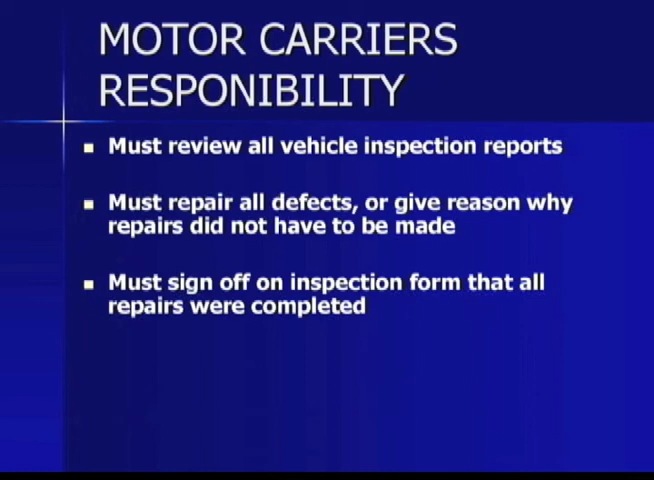 MOTOR CARRIERS
RESPONIBILITY
Must review all vehicle inspection reports
Must repair all defects, or give reason why
repairs did not have to be made
Must sign off on inspection form that all
repairs were completed